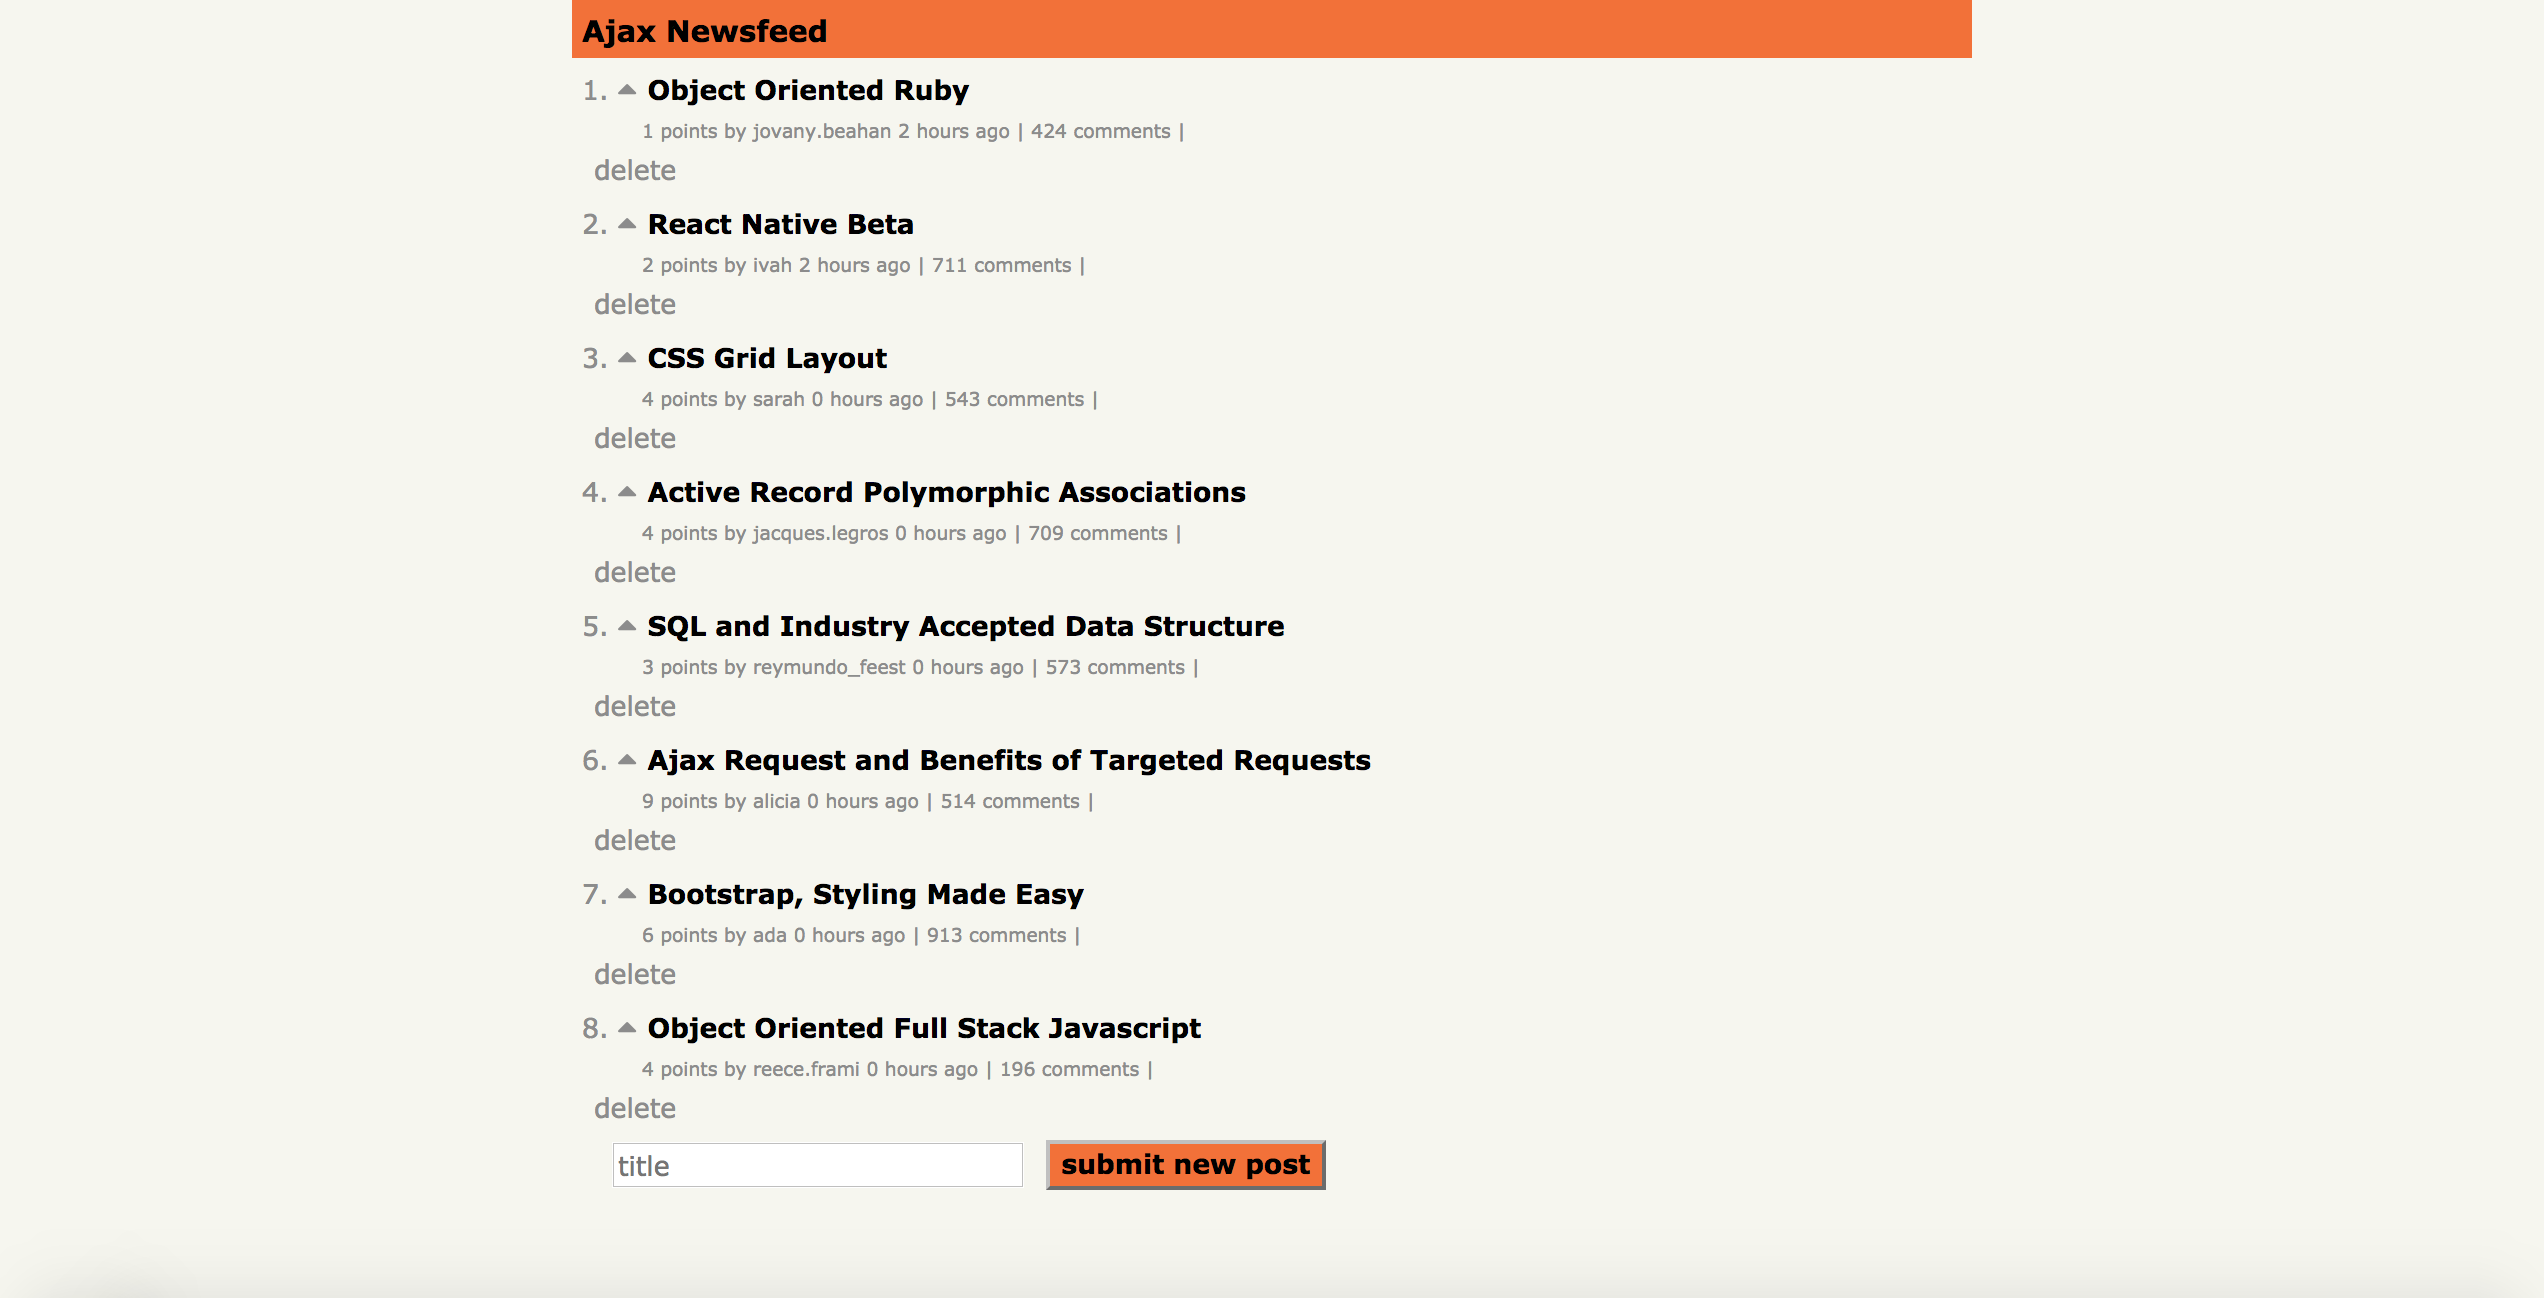 Ajax Newsfeed
1. Object Oriented Ruby
1 points by jovany.beahan 2 hours ago | 424 comments |
delete
2. React Native Beta
2 points by ivah 2 hours ago | 711 comments |
delete
3. CSS Grid Layout
4 points by sarah 0 hours ago | 543 comments |
delete
4. Active Record Polymorphic Associations
4 points by jacques.legros 0 hours ago | 709 comments |
delete
5. SQL and Industry Accepted Data Structure
3 points by reymundo_feest 0 hours ago | 573 comments |
delete
6. Ajax Request and Benefits of Targeted Requests
9 points by alicia 0 hours ago | 514 comments |
delete
7. Bootstrap, Styling Made Easy
6 points by ada 0 hours ago | 913 comments |
delete
8. Object Oriented Full Stack Javascript
4 points by reece.frami 0 hours ago | 196 comments |
delete
title submit new post